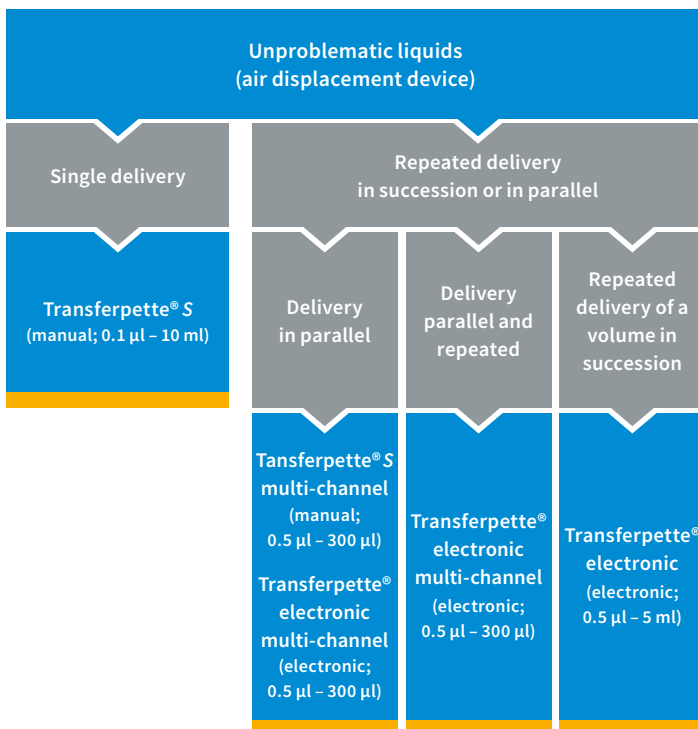 Unproblematic liquids
(air displacement device)
Single delivery
Repeated delivery
in succession or in parallel
Transferpette® S
(manual; 0.1 µl – 10 ml)
Delivery
in parallel
Delivery
parallel and
repeated
Repeated
delivery of a
volume in
succession
Tansferpette® S
multi-channel
(manual;
0.5 µl – 300 µl)
Transferpette®
electronic
multi-channel
(electronic;
0.5 µl – 300 µl)
Transferpette®
electronic
multi-channel
(electronic;
0.5 µl – 300 µl)
Transferpette®
electronic
(electronic;
0.5 µl – 5 ml)